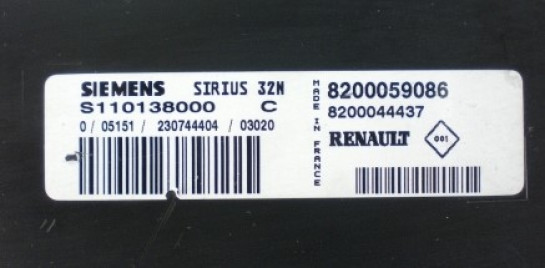 SIEMENS SIRIUS 32N
S110138000 C
0 / 05151 / 230744404 / 03020
MADE IN FRANCE
8200059086
8200044437
RENAULT 001